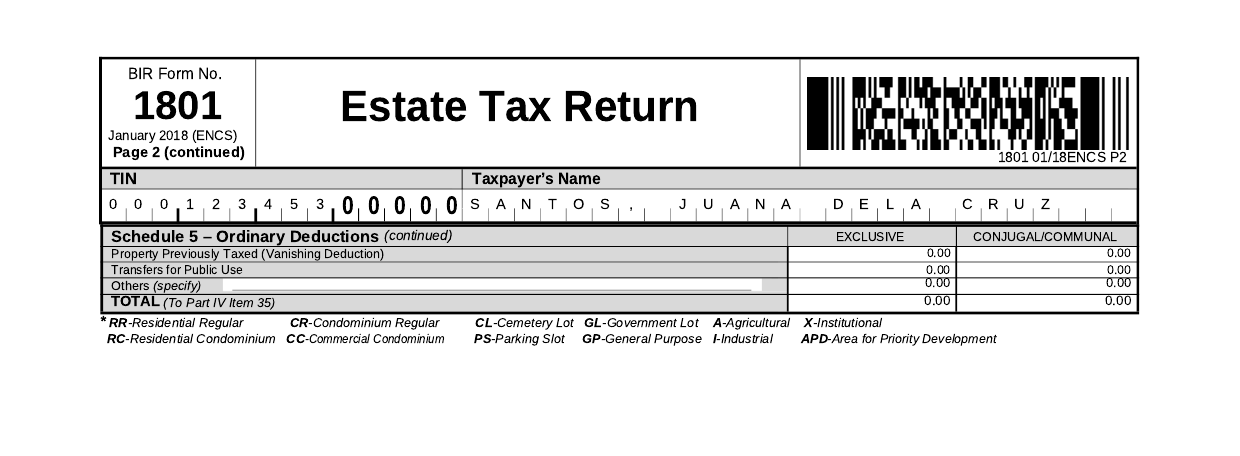 BIR Form No.
1801
January 2018 (ENCS)
Page 2 (continued)
Estate Tax Return
1801 01/18ENCS P2
TIN Taxpayer’s Name
0 0 0 1 2 3 4 5 3 0 0 0 0 0 S A N T O S , J U A N A D E L A C R U Z
Schedule 5 – Ordinary Deductions (continued) EXCLUSIVE CONJUGAL/COMMUNAL
Property Previously Taxed (Vanishing Deduction) 0.00 0.00
Transfers for Public Use 0.00 0.00
Others (specify) 0.00 0.00
TOTAL (To Part IV Item 35) 0.00 0.00
* RR-Residential Regular CR-Condominium Regular CL-Cemetery Lot GL-Government Lot A-Agricultural X-Institutional
RC-Residential Condominium CC-Commercial Condominium PS-Parking Slot GP-General Purpose I-Industrial APD-Area for Priority Development